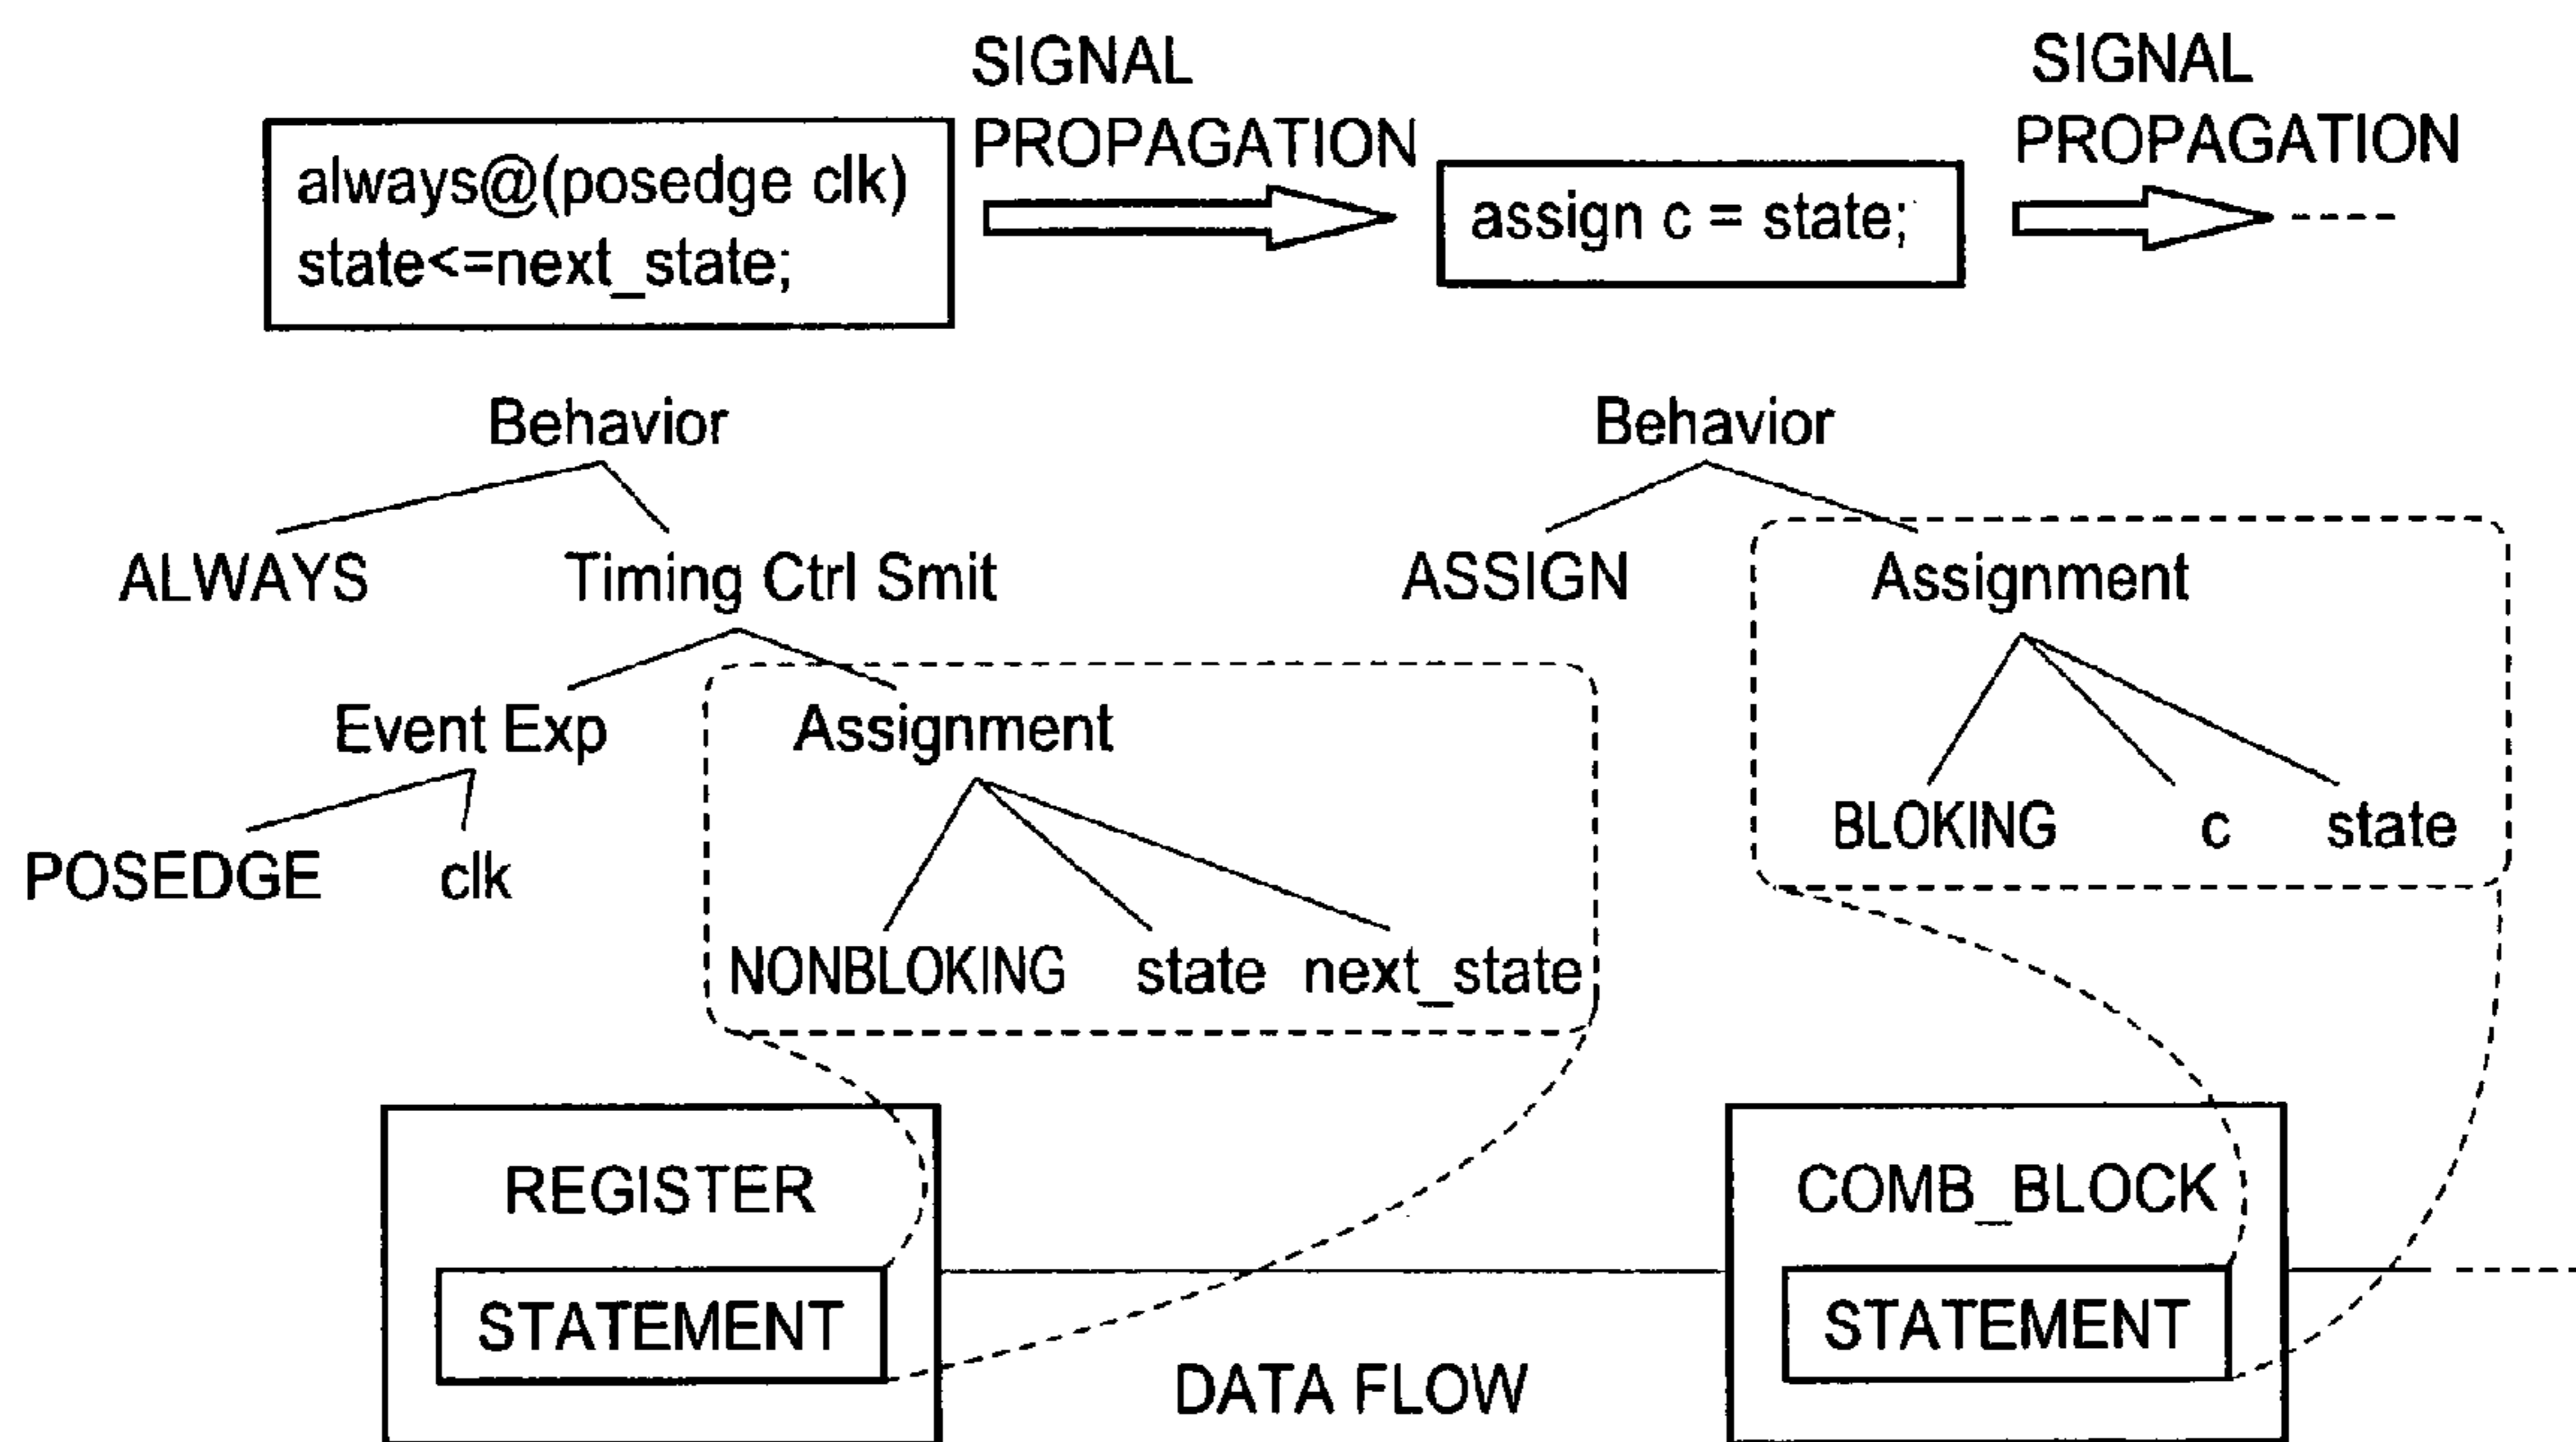 SIGNAL
PROPAGATION
SIGNAL
PROPAGATION
always@(posedge clk)
state<=next_state;
assign c = state;
Behavior
Behavior
ALWAYS
Timing Ctrl Smit
ASSIGN
Assignment
Event Exp
Assignment
POSEDGE
clk
BLOKING
c
state
NONBLOKING
state
next_state
REGISTER
COMB_BLOCK
STATEMENT
STATEMENT
DATA FLOW